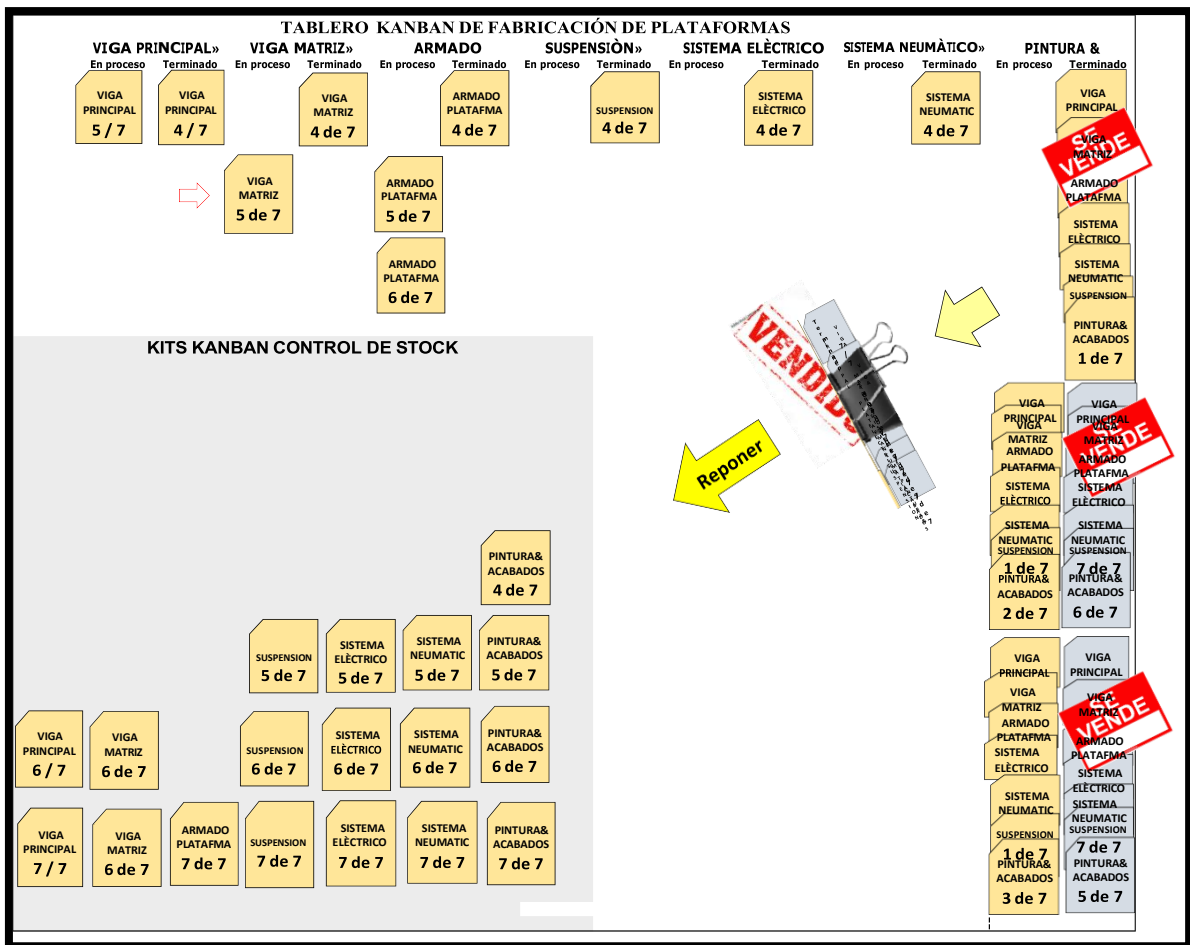 TABLERO KANBAN DE FABRICACIÓN DE PLATAFORMAS
VIGA PRINCIPAL» VIGA MATRIZ» ARMADO SUSPENSIÒN» SISTEMA ELÈCTRICO SISTEMA NEUMÀTICO» PINTURA &
En proceso Terminado En proceso Terminado En proceso Terminado En proceso Terminado En proceso Terminado En proceso Terminado En proceso Terminado
VIGA
PRINCIPAL
5 / 7
VIGA
PRINCIPAL
4 / 7
VIGA
MATRIZ
4 de 7
ARMADO
PLATAFMA
4 de 7
SUSPENSION
4 de 7
SISTEMA
ELÈCTRICO
4 de 7
SISTEMA
NEUMATIC
4 de 7
VIGA
PRINCIPAL
SE
VENDE
VIGA
MATRIZ
ARMADO
PLATAFMA
SISTEMA
ELÈCTRICO
SISTEMA
NEUMATIC
SUSPENSION
PINTURA&
ACABADOS
1 de 7
VIGA
MATRIZ
5 de 7
ARMADO
PLATAFMA
5 de 7
ARMADO
PLATAFMA
6 de 7
VENDIDO
Reponer
VIGA
PRINCIPAL
VIGA
MATRIZ
ARMADO
PLATAFMA
SISTEMA
ELÈCTRICO
SISTEMA
NEUMATIC
SUSPENSION
1 de 7
PINTURA&
ACABADOS
2 de 7
VIGA
PRINCIPAL
SE
VENDE
VIGA
MATRIZ
ARMADO
PLATAFMA
SISTEMA
ELÈCTRICO
SISTEMA
NEUMATIC
SUSPENSION
7 de 7
PINTURA&
ACABADOS
6 de 7
VIGA
PRINCIPAL
VIGA
MATRIZ
ARMADO
PLATAFMA
SISTEMA
ELÈCTRICO
SISTEMA
NEUMATIC
SUSPENSION
1 de 7
PINTURA&
ACABADOS
3 de 7
VIGA
PRINCIPAL
SE
VENDE
VIGA
MATRIZ
ARMADO
PLATAFMA
SISTEMA
ELÈCTRICO
SISTEMA
NEUMATIC
SUSPENSION
7 de 7
PINTURA&
ACABADOS
5 de 7
KITS KANBAN CONTROL DE STOCK
PINTURA&
ACABADOS
4 de 7
SUSPENSION
5 de 7
SISTEMA
ELÈCTRICO
5 de 7
SISTEMA
NEUMATIC
5 de 7
PINTURA&
ACABADOS
5 de 7
VIGA
PRINCIPAL
6 / 7
VIGA
MATRIZ
6 de 7
SUSPENSION
6 de 7
SISTEMA
ELÈCTRICO
6 de 7
SISTEMA
NEUMATIC
6 de 7
PINTURA&
ACABADOS
6 de 7
VIGA
PRINCIPAL
7 / 7
VIGA
MATRIZ
6 de 7
ARMADO
PLATAFMA
7 de 7
SUSPENSION
7 de 7
SISTEMA
ELÈCTRICO
7 de 7
SISTEMA
NEUMATIC
7 de 7
PINTURA&
ACABADOS
7 de 7